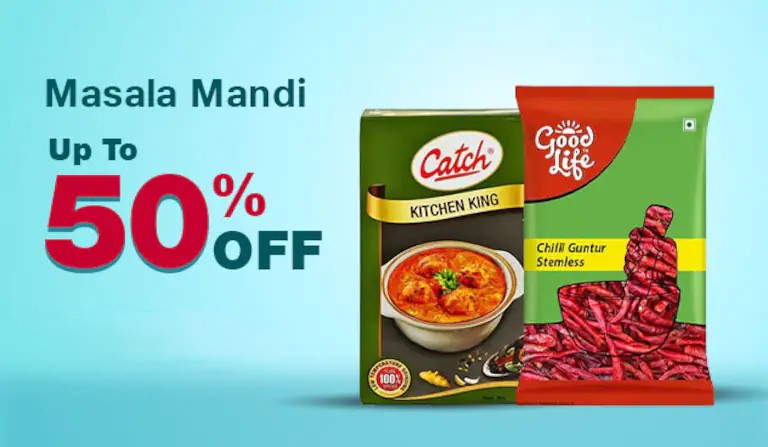 Masala Mandi
Up To
50%
OFF
Catch®
KITCHEN KING
100%
Good
Life
Chilli Guntur
Stemless